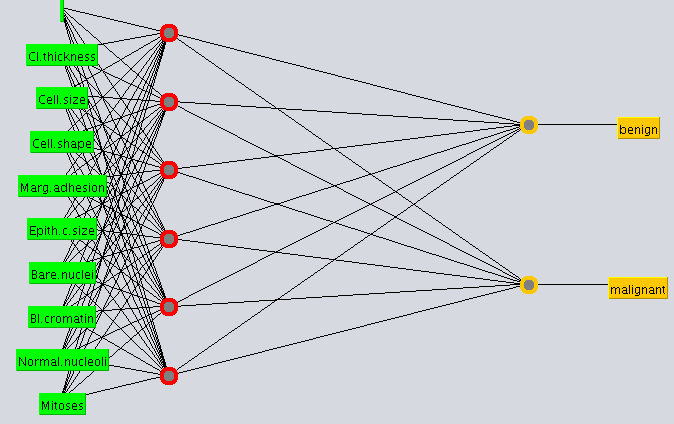 Cl.thickness
Cell.size
Cell.shape
Marg.adhesion
Epith.c.size
Bare.nuclei
Bl.cromatin
Normal.nucleoli
Mitoses
benign
malignant